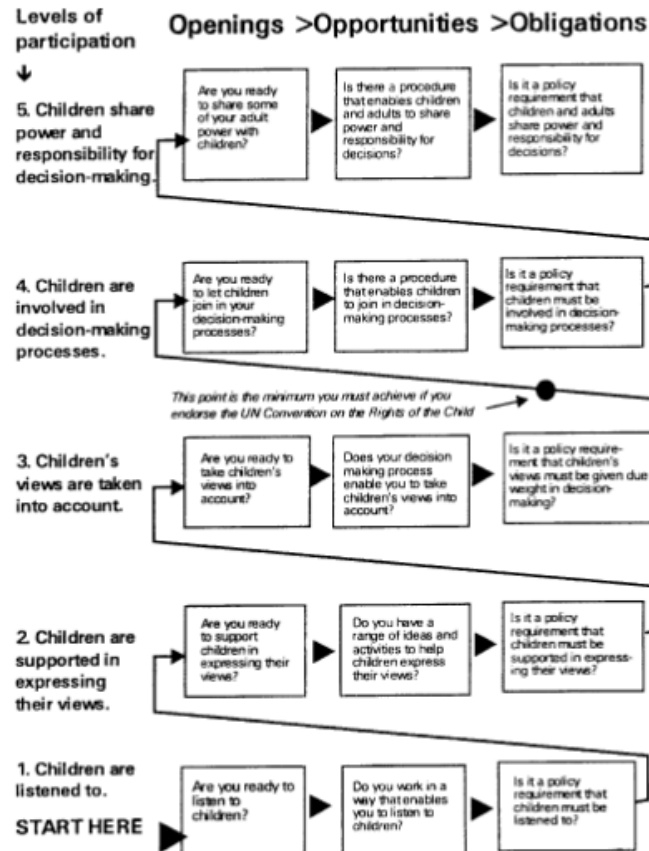 Levels of
participation
Openings >Opportunities >Obligations
5. Children share
power and
responsibility for
decision-making.
Are you ready
to share some
of your adult
power with
children?
Is there a procedure
that enables children
and adults to share
power and
responsibility for
decisions?
Is it a policy
requirement that
children and adults
share power and
responsibility for
decisions?
4. Children are
involved in
decision-making
processes.
Are you ready
to let children
join in your
decision-making
processes?
Is there a procedure
that enables children
to join in decision-
making processes?
Is it a policy
requirement that
children must be
involved in decision-
making processes?
This point is the minimum you must achieve if you
endorse the UN Convention on the Rights of the Child
3. Children's
views are taken
into account.
Are you ready to
take children's
views into
account?
Does your decision
making process
enable you to take
children's views into
account?
Is it a policy require-
ment that children's
views must be given due
weight in decision-
making?
2. Children are
supported in
expressing
their views.
Are you ready
to support
children in
expressing their
views?
Do you have a
range of ideas and
activities to help
children express
their views?
Is it a policy
requirement that
children must be
supported in express-
ing their views?
1. Children are
listened to.
START HERE
Are you ready to
listen to
children?
Do you work in a
way that enables
you to listen to
children?
Is it a policy
requirement that
children must be
listened to?